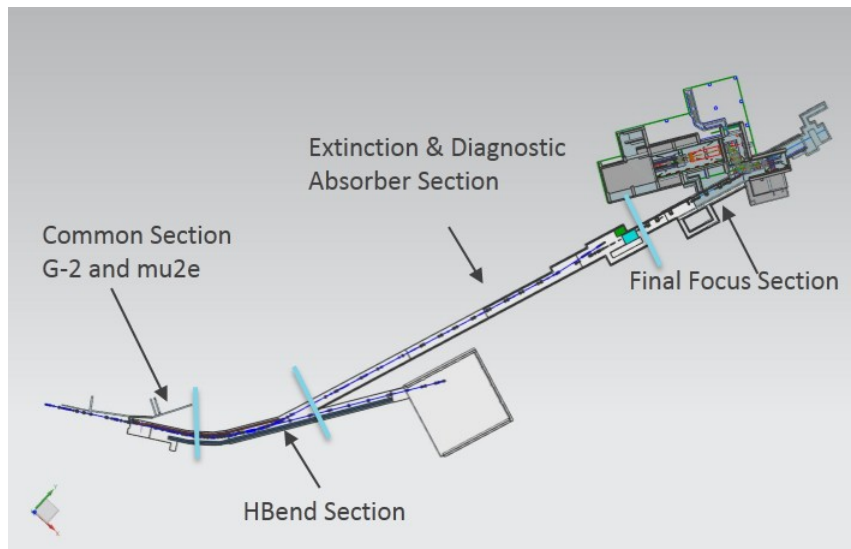 Extinction & Diagnostic
Absorber Section
Common Section
G-2 and mu2e
Final Focus Section
HBend Section